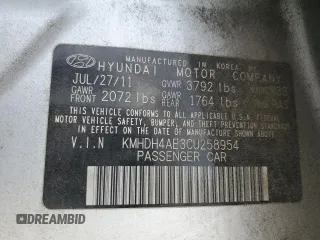 MANUFACTURED IN KOREA BY
HYUNDAI MOTOR COMPANY
JUL/27/11 GVWR 3792 lbs
GAWR FRONT 2072 lbs GAWR REAR 1764 lbs
THIS VEHICLE CONFORMS TO ALL APPLICABLE U.S. FEDERAL
MOTOR VEHICLE SAFETY, BUMPER, AND THEFT PREVENTION
STANDARDS IN EFFECT ON THE DATE OF MANUFACTURE SHOWN ABOVE.
V.I.N KMHDH4AE3CU258954
PASSENGER CAR
© DREAMBID